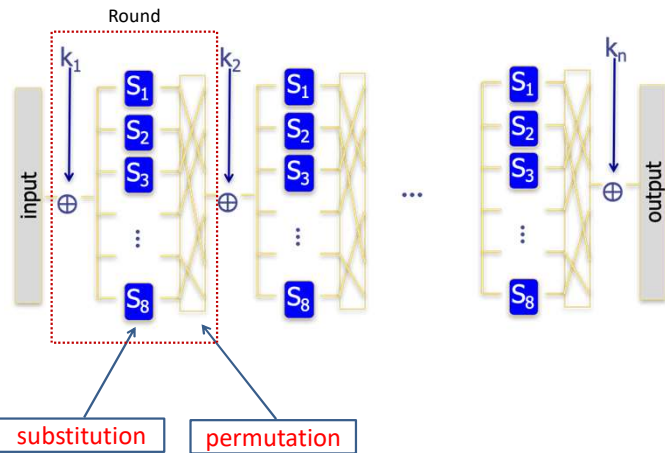 Round
k1 k2 kn
S1 S1 S1
S2 S2 S2
S3 S3 S3
input ... output
... ... ...
S8 S8 S8
substitution permutation